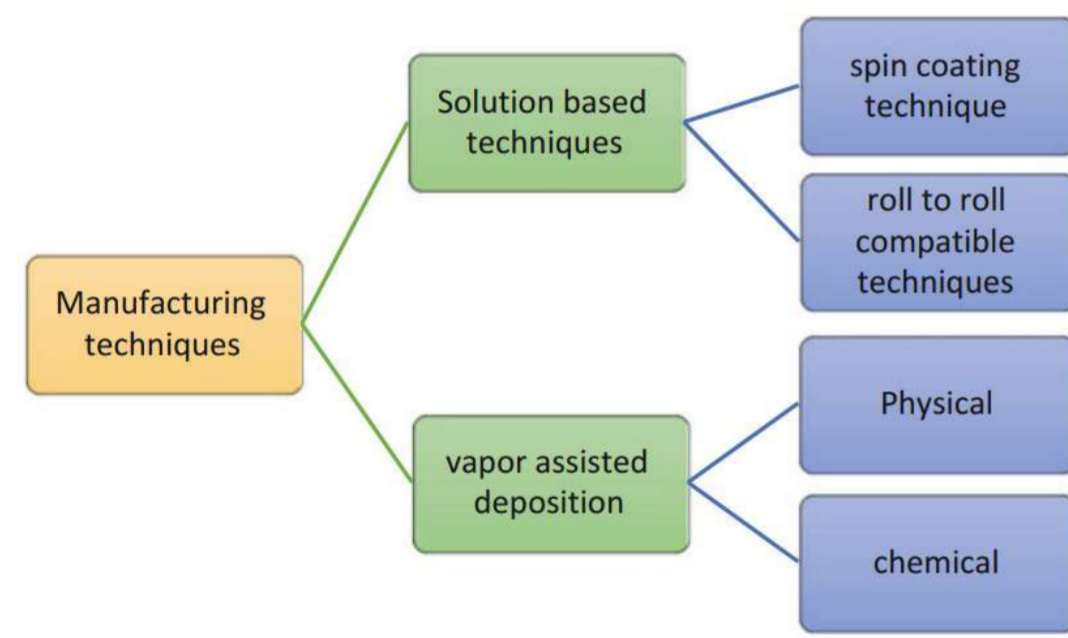 Manufacturing
techniques
Solution based
techniques
spin coating
technique
roll to roll
compatible
techniques
vapor assisted
deposition
Physical
chemical